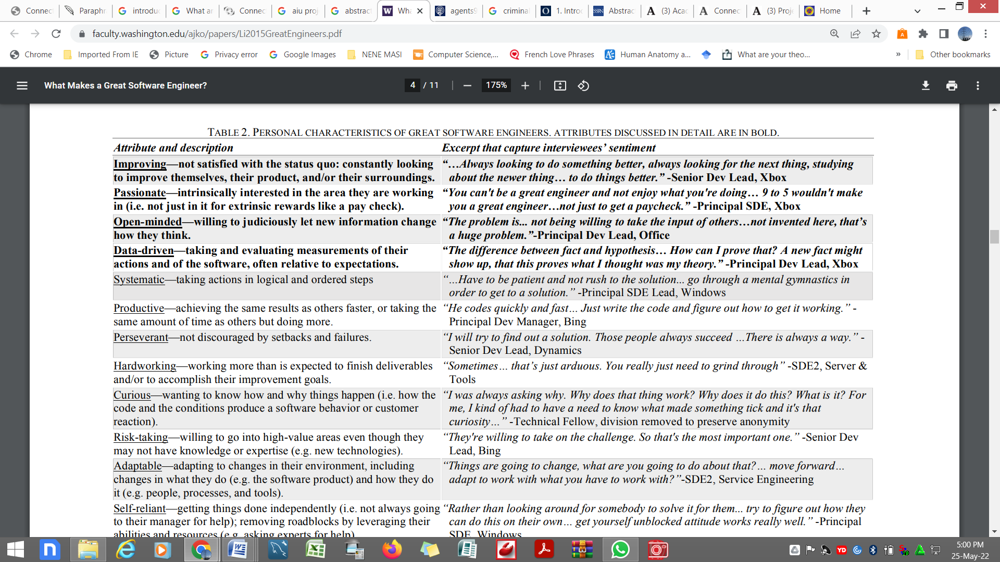 Connect
Paraphr
introduc
What ar
Connec
aiu proj
abstract
Wha
agents9
criminal
1. Introd
Abstrac
(3) Acad
Connec
(3) Proje
Home
faculty.washington.edu/ajko/papers/Li2015GreatEngineers.pdf
Chrome
Imported From IE
Picture
Privacy error
Google Images
NENE MASI
Computer Science,...
French Love Phrases
Human Anatomy a...
What are your theo...
»
Other bookmarks
What Makes a Great Software Engineer?
4 / 11
175%
TABLE 2. PERSONAL CHARACTERISTICS OF GREAT SOFTWARE ENGINEERS. ATTRIBUTES DISCUSSED IN DETAIL ARE IN BOLD.
Attribute and description
Excerpt that capture interviewees’ sentiment
Improving—not satisfied with the status quo: constantly looking
to improve themselves, their product, and/or their surroundings.
“…Always looking to do something better, always looking for the next thing, studying
about the newer thing… to do things better.” -Senior Dev Lead, Xbox
Passionate—intrinsically interested in the area they are working
in (i.e. not just in it for extrinsic rewards like a pay check).
“You can't be a great engineer and not enjoy what you're doing… 9 to 5 wouldn't make
you a great engineer…not just to get a paycheck.” -Principal SDE, Xbox
Open-minded—willing to judiciously let new information change
how they think.
“The problem is... not being willing to take the input of others…not invented here, that’s
a huge problem.”-Principal Dev Lead, Office
Data-driven—taking and evaluating measurements of their
actions and of the software, often relative to expectations.
“The difference between fact and hypothesis… How can I prove that? A new fact might
show up, that this proves what I thought was my theory.” -Principal Dev Lead, Xbox
Systematic—taking actions in logical and ordered steps
“…Have to be patient and not rush to the solution... go through a mental gymnastics in
order to get to a solution.” -Principal SDE Lead, Windows
Productive—achieving the same results as others faster, or taking the
same amount of time as others but doing more.
“He codes quickly and fast… Just write the code and figure out how to get it working.” -
Principal Dev Manager, Bing
Perseverant—not discouraged by setbacks and failures.
“I will try to find out a solution. Those people always succeed …There is always a way.” -
Senior Dev Lead, Dynamics
Hardworking—working more than is expected to finish deliverables
and/or to accomplish their improvement goals.
“Sometimes… that’s just arduous. You really just need to grind through” -SDE2, Server &
Tools
Curious—wanting to know how and why things happen (i.e. how the
code and the conditions produce a software behavior or customer
reaction).
“I was always asking why. Why does that thing work? Why does it do this? What is it? For
me, I kind of had to have a need to know what made something tick and it's that
curiosity…” -Technical Fellow, division removed to preserve anonymity
Risk-taking—willing to go into high-value areas even though they
may not have knowledge or expertise (e.g. new technologies).
“They're willing to take on the challenge. So that's the most important one.” -Senior Dev
Lead, Bing
Adaptable—adapting to changes in their environment, including
changes in what they do (e.g. the software product) and how they do
it (e.g. people, processes, and tools).
“Things are going to change, what are you going to do about that?… move forward…
adapt to work with what you have to work with?”-SDE2, Service Engineering
Self-reliant—getting things done independently (i.e. not always going
to their manager for help); removing roadblocks by leveraging their
abilities and resources (e.g. asking experts for help)
“Rather than looking around for somebody to solve it for them... try to figure out how they
can do this on their own… get yourself unblocked attitude works really well.” -Principal
SDE, Windows
5:00 PM
25-May-22